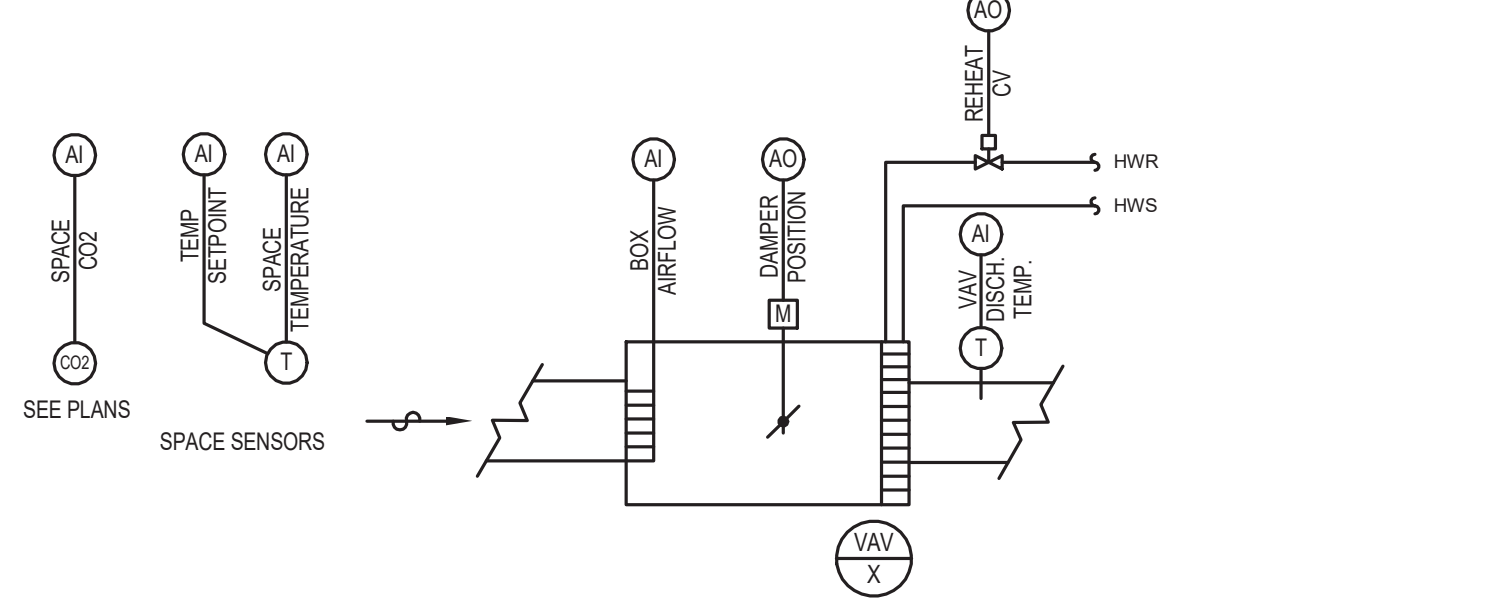 AO
REHEAT
CV
AI
AI
AI
AI
AO
HWR
HWS
SPACE
CO2
TEMP
SETPOINT
SPACE
TEMPERATURE
BOX
AIRFLOW
DAMPER
POSITION
AI
VAV
DISCH.
TEMP.
M
CO2
T
T
SEE PLANS
SPACE SENSORS
VAV
X